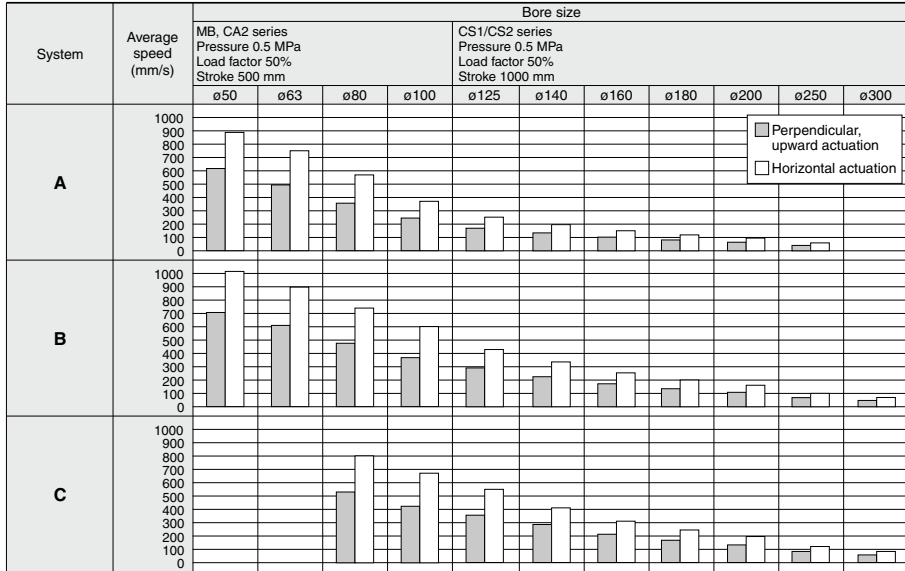 Bore size
System
Average
speed
(mm/s)
MB, CA2 series
Pressure 0.5 MPa
Load factor 50%
Stroke 500 mm
CS1/CS2 series
Pressure 0.5 MPa
Load factor 50%
Stroke 1000 mm
ø50 ø63 ø80 ø100 ø125 ø140 ø160 ø180 ø200 ø250 ø300
A
1000
900
800
700
600
500
400
300
200
100
0
Perpendicular,
upward actuation
Horizontal actuation
B
1000
900
800
700
600
500
400
300
200
100
0
C
1000
900
800
700
600
500
400
300
200
100
0